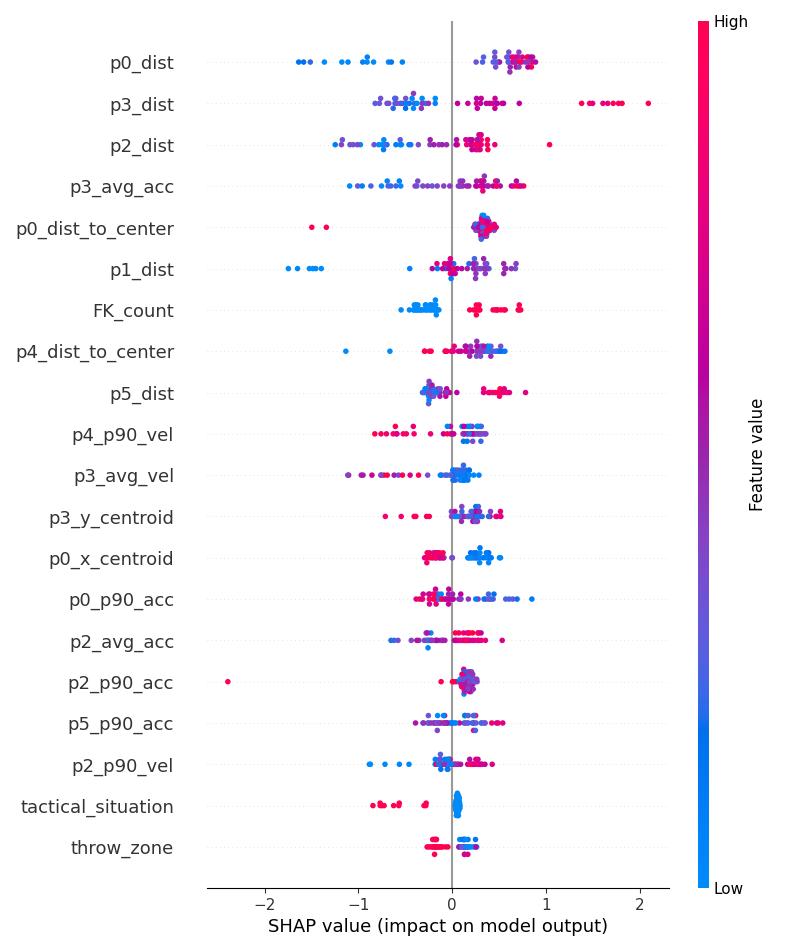 High
p0_dist
p3_dist
p2_dist
p3_avg_acc
p0_dist_to_center
p1_dist
FK_count
p4_dist_to_center
p5_dist
p4_p90_vel
p3_avg_vel
p3_y_centroid
p0_x_centroid
p0_p90_acc
p2_avg_acc
p2_p90_acc
p5_p90_acc
p2_p90_vel
tactical_situation
throw_zone
Feature value
Low
−2 −1 0 1 2
SHAP value (impact on model output)